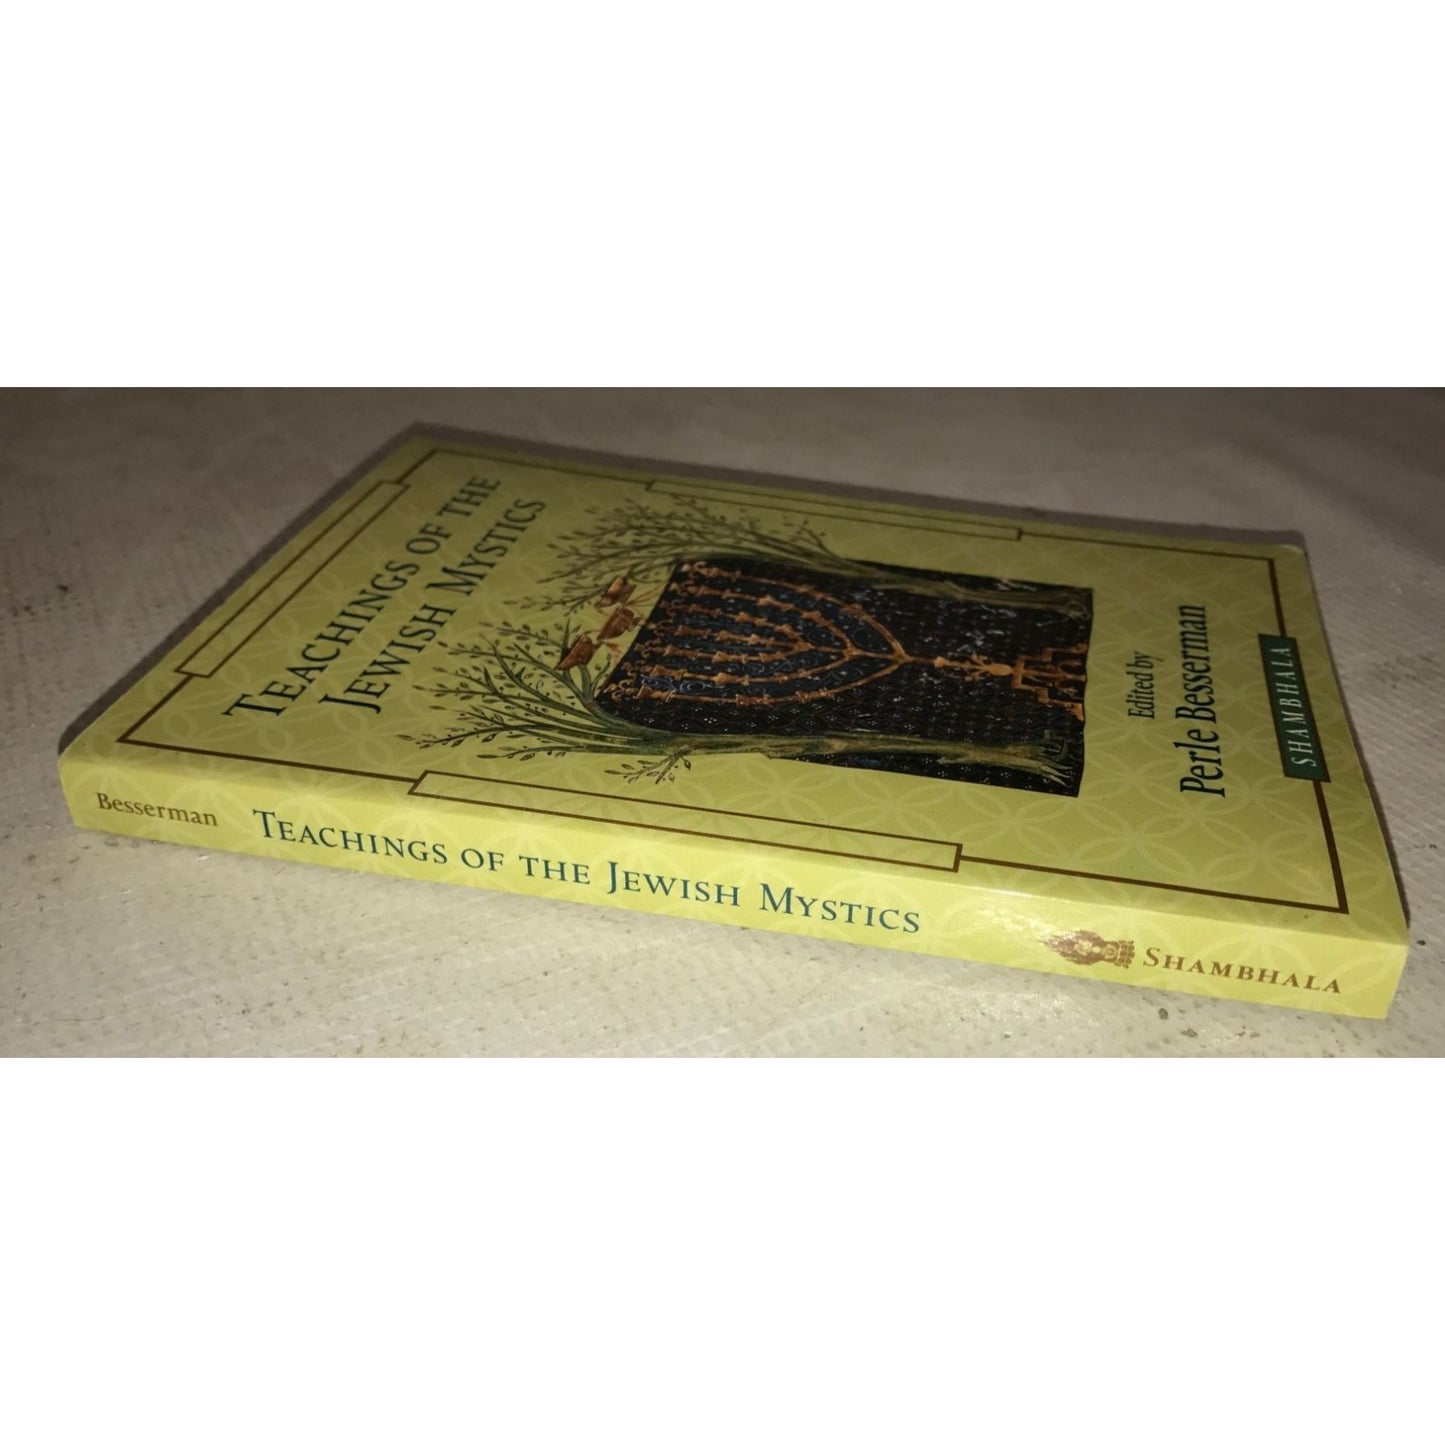 TEACHINGS OF THE
JEWISH MYSTICS
Edited by
Perle Besserman
SHAMBHALA
Besserman TEACHINGS OF THE JEWISH MYSTICS SHAMBHALA